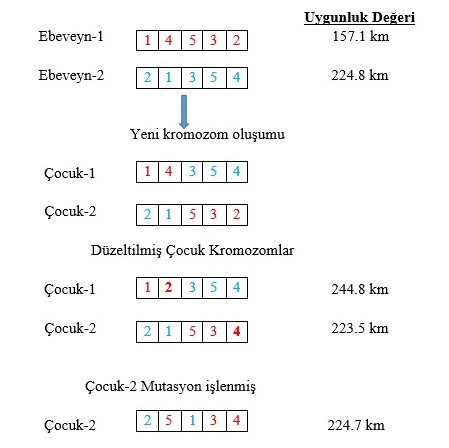 Uygunluk Değeri
Ebeveyn-1 1 4 5 3 2 157.1 km
Ebeveyn-2 2 1 3 5 4 224.8 km
Yeni kromozom oluşumu
Çocuk-1 1 4 3 5 4
Çocuk-2 2 1 5 3 2
Düzeltilmiş Çocuk Kromozomlar
Çocuk-1 1 2 3 5 4 244.8 km
Çocuk-2 2 1 5 3 4 223.5 km
Çocuk-2 Mutasyon işlenmiş
Çocuk-2 2 5 1 3 4 224.7 km